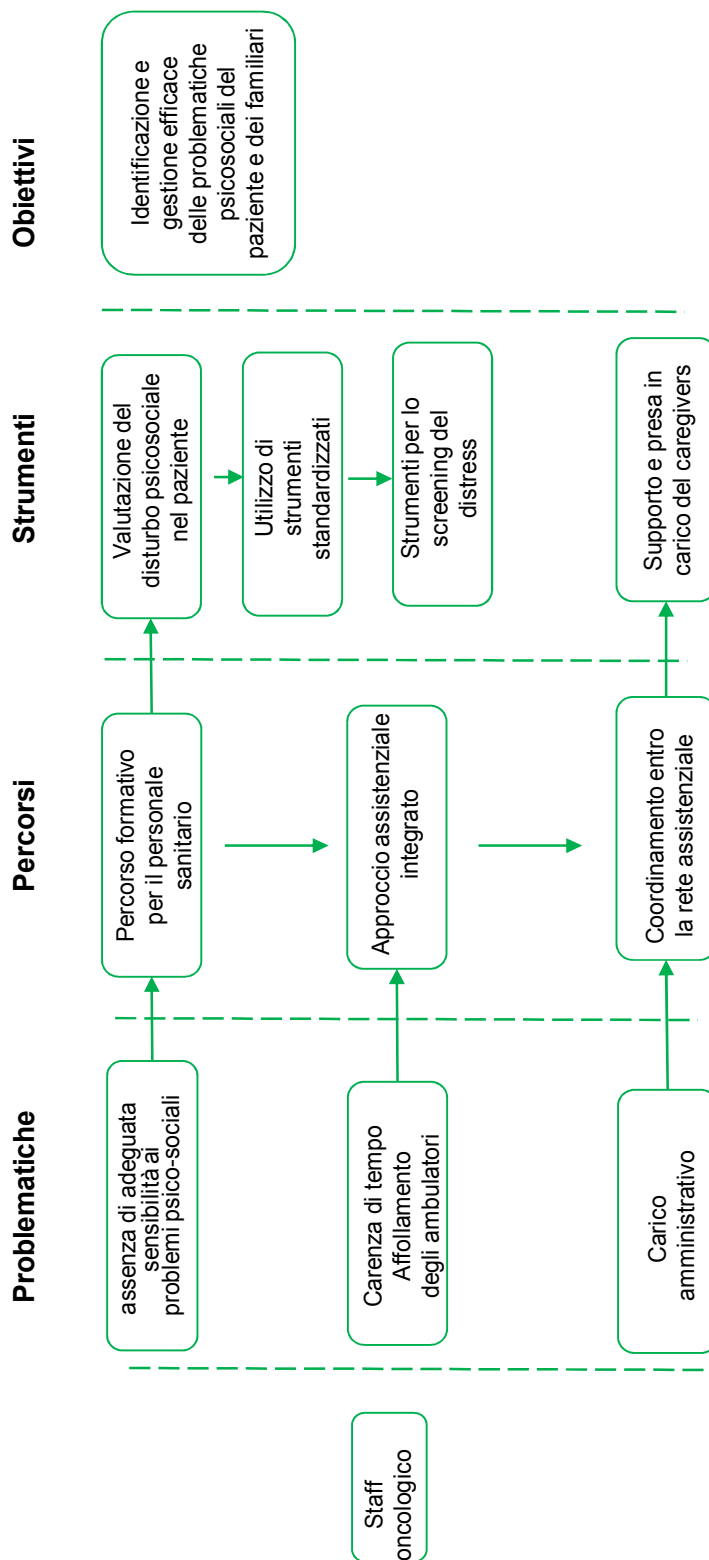 Problematiche
Percorsi
Strumenti
Obiettivi
Staff
oncologico
assenza di adeguata
sensibilità ai
problemi psico-sociali
Carenza di tempo
Affollamento
degli ambulatori
Carico
amministrativo
Percorso formativo
per il personale
sanitario
Approccio assistenziale
integrato
Coordinamento entro
la rete assistenziale
Valutazione del
disturbo psicosociale
nel paziente
Utilizzo di
strumenti
standardizzati
Strumenti per lo
screening del
distress
Supporto e presa in
carico del caregivers
Identificazione e
gestione efficace
delle problematiche
psicosociali del
paziente e dei familiari